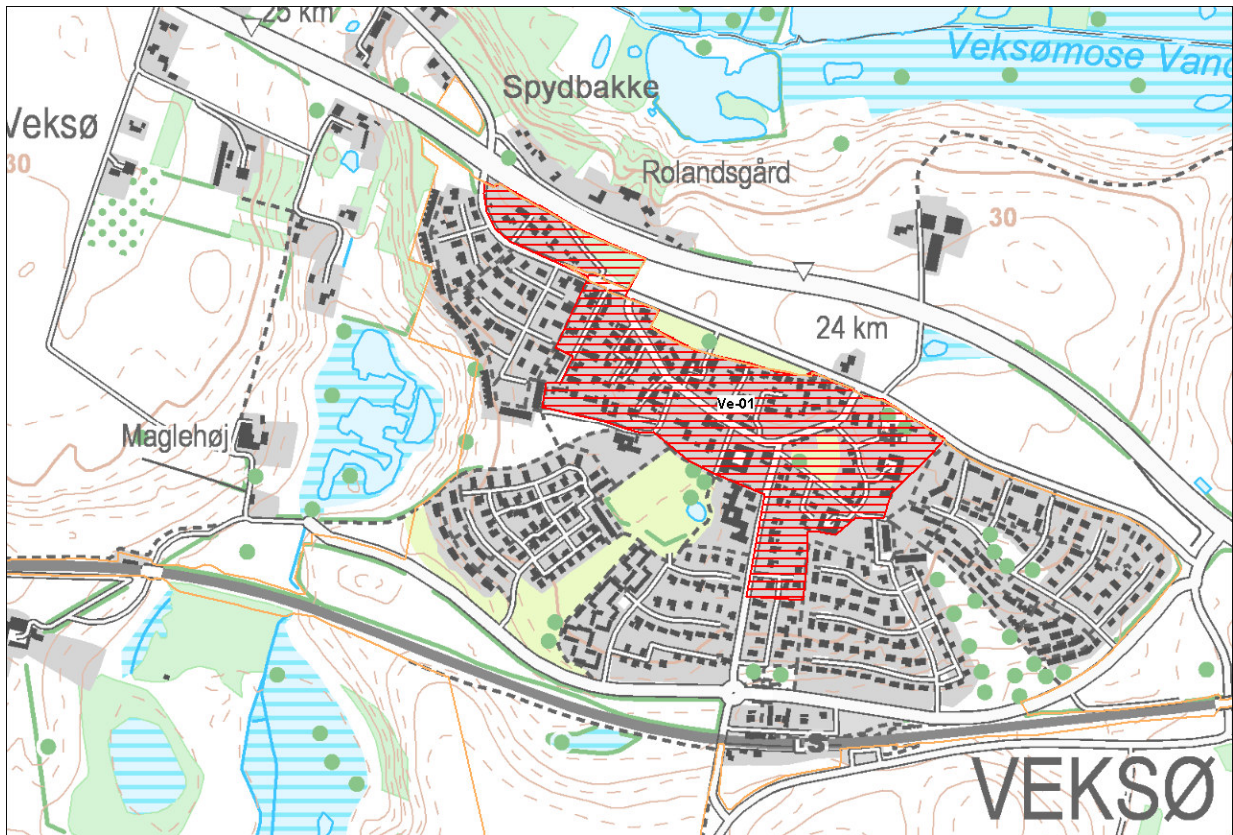 25 km
Veksømose Vand
Spydbakke
Veksø
30
Rolandsgård
30
24 km
Ve-01
Maglehøj
VEKSØ